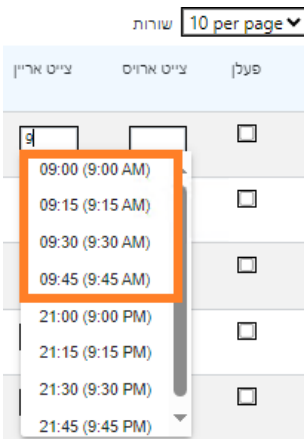 שורות 10 per page
פעלן צייט ארויס צייט אריין
9
09:00 (9:00 AM)
09:15 (9:15 AM)
09:30 (9:30 AM)
09:45 (9:45 AM)
21:00 (9:00 PM)
21:15 (9:15 PM)
21:30 (9:30 PM)
21:45 (9:45 PM)